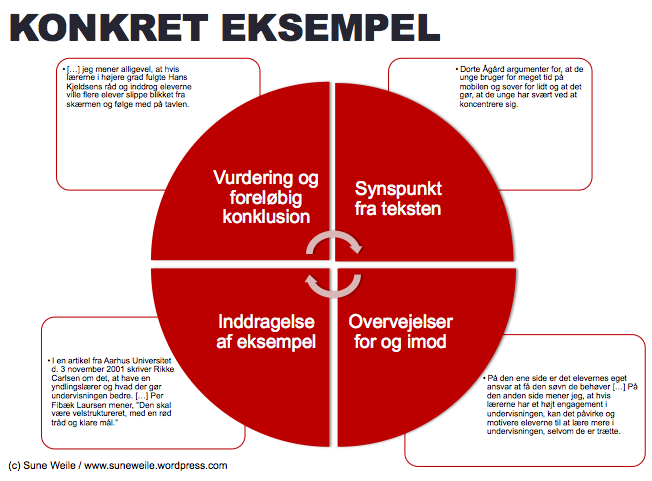 KONKRET EKSEMPEL
• [...] jeg mener alligevel, at hvis
lærerne i højere grad fulgte Hans
Kjeldsens råd og inddrog eleverne
ville flere elever slippe blikket fra
skærmen og følge med på tavlen.
• Dorte Ågård argumenter for, at de
unge bruger for meget tid på
mobilen og sover for lidt og at det
gør, at de unge har svært ved at
koncentrere sig.
Vurdering og
foreløbig
konklusion
Synspunkt
fra teksten
Inddragelse
af eksempel
Overvejelser
for og imod
• I en artikel fra Aarhus Universitet
d. 3 november 2001 skriver Rikke
Carlsen om det, at have en
yndlingslærer og hvad der gør
undervisningen bedre. [...] Per
Fibæk Laursen mener, "Den skal
være velstruktureret, med en rød
tråd og klare mål."
• På den ene side er det elevernes eget
ansvar at få den søvn de behøver [...] På
den anden side mener jeg, at hvis
lærerne har et højt engagement i
undervisningen, kan det påvirke og
motivere eleverne til at lære mere i
undervisningen, selvom de er trætte.
(c) Sune Weile / www.suneweile.wordpress.com